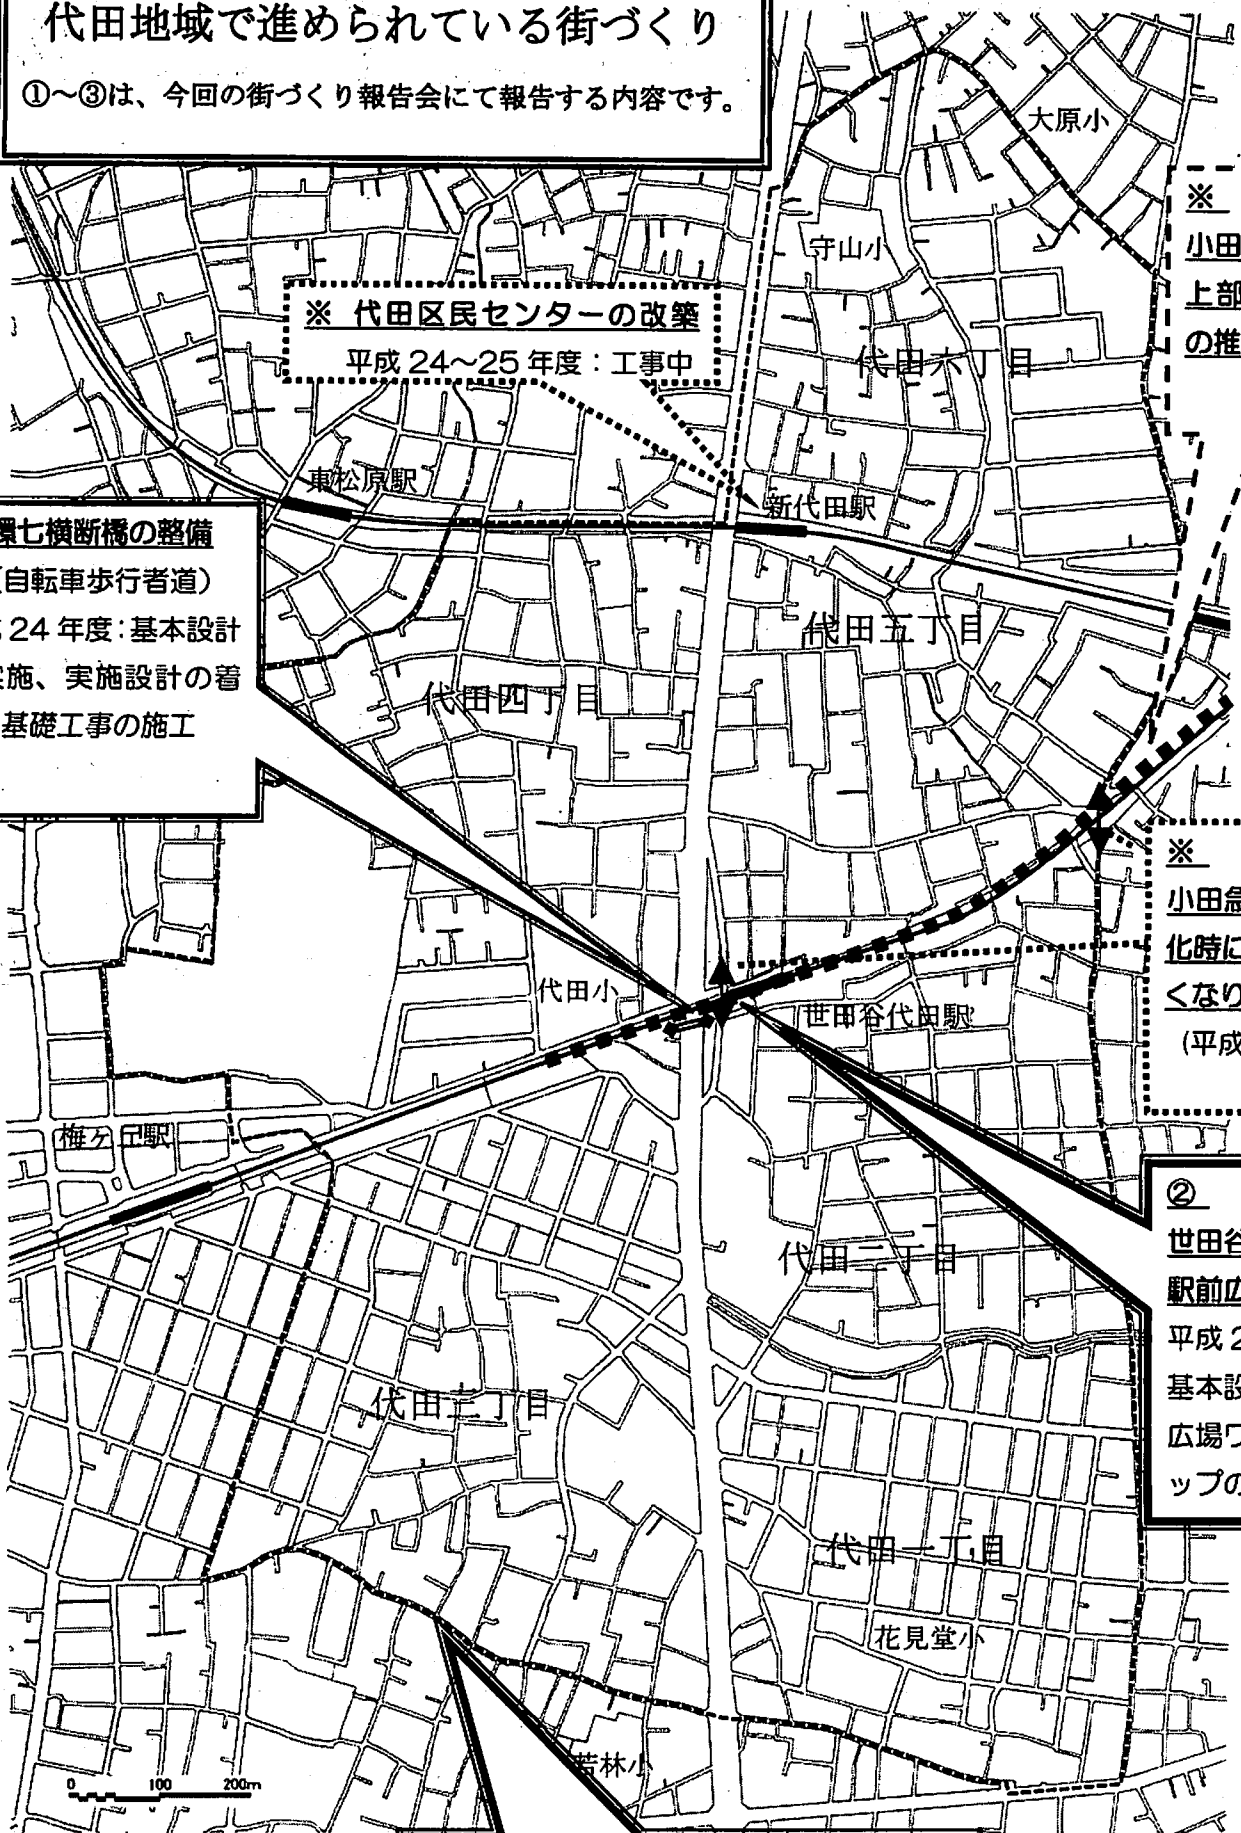 代田地域で進められている街づくり
①～③は、今回の街づくり報告会にて報告する内容です。
大原小
※
小田
上部
の推
守山小
※ 代田区民センターの改築
平成 24～25 年度：工事中
代田六丁目
東松原駅
新代田駅
環七横断橋の整備
（自転車歩行者道）
24 年度：基本設計
実施、実施設計の着
基礎工事の施工
代田五丁目
代田四丁目
※
小田急
化時に
くなり
（平成
代田小
世田谷代田駅
梅ヶ丘駅
②
世田谷
駅前広
平成 2
基本設
広場ワ
ップの
代田二丁目
代田三丁目
代田一丁目
花見堂小
若林小
0 100 200m